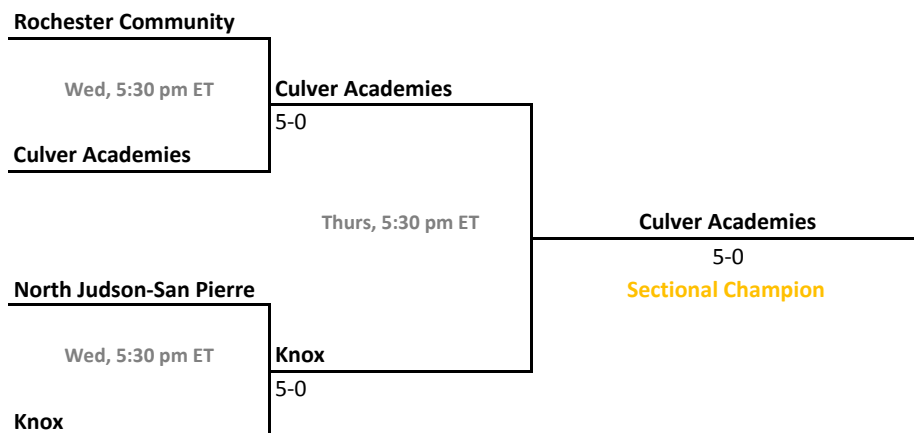 Rochester Community
Wed, 5:30 pm ET
Culver Academies
5-0
Culver Academies
Thurs, 5:30 pm ET
Culver Academies
5-0
Sectional Champion
North Judson-San Pierre
Wed, 5:30 pm ET
Knox
5-0
Knox